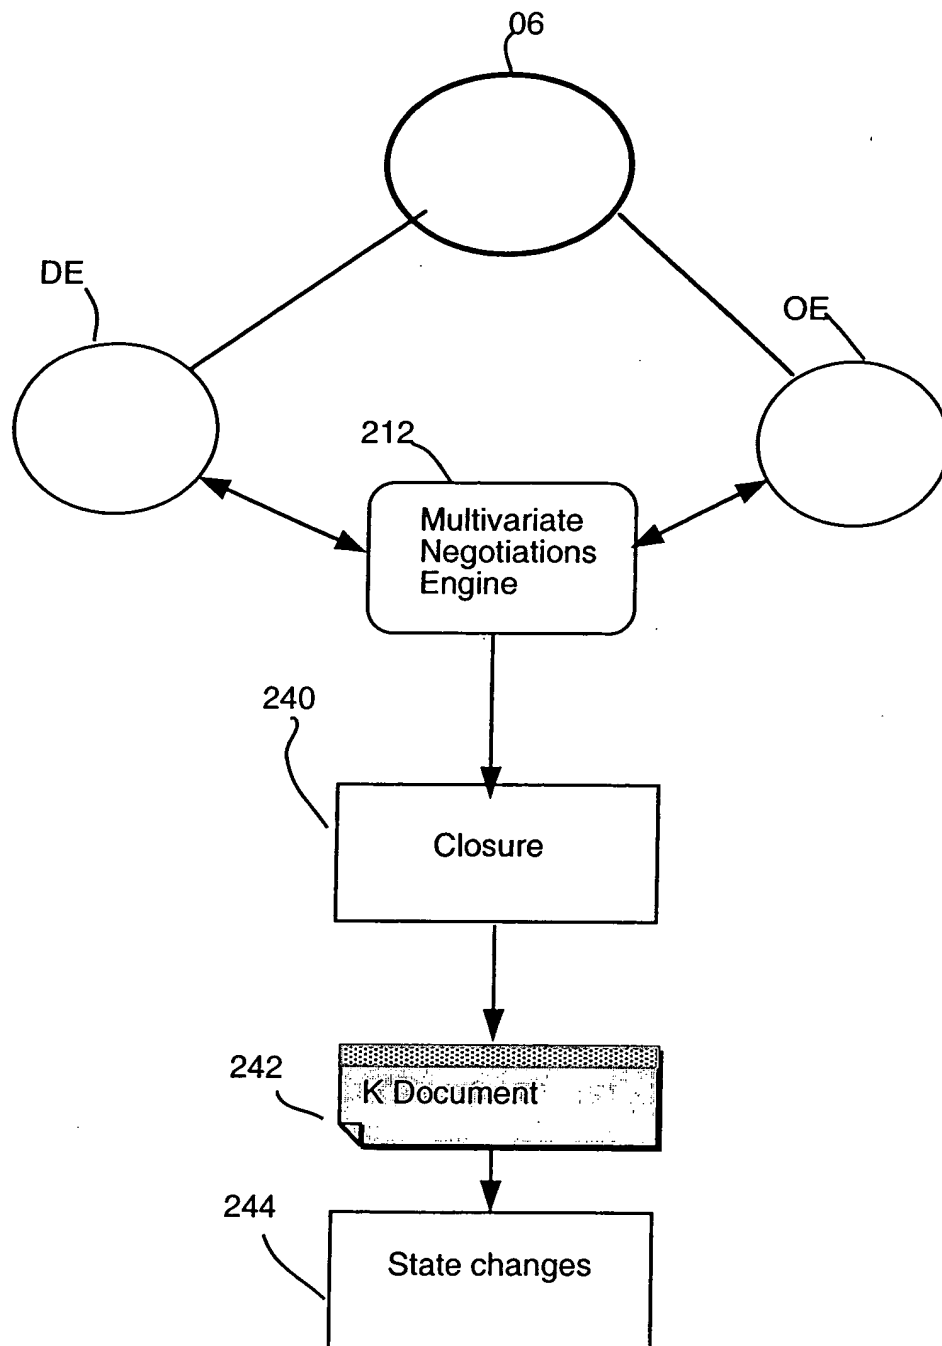 06
DE
OE
212
Multivariate
Negotiations
Engine
240
Closure
242
K Document
244
State changes